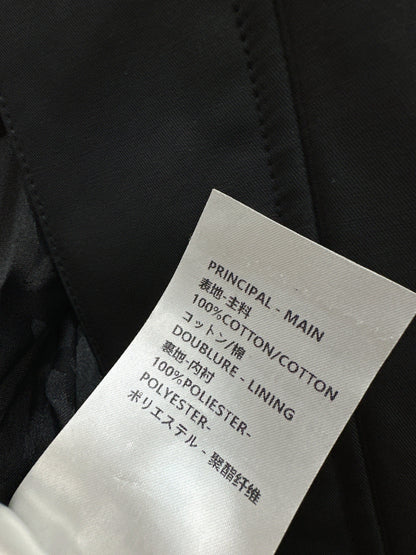 PRINCIPAL - MAIN
表地-主料
100%COTTON/COTTON
コットン/棉
DOUBLURE - LINING
裏地-内衬
100%POLIESTER-
POLYESTER-
ポリエステル - 聚酯纤维